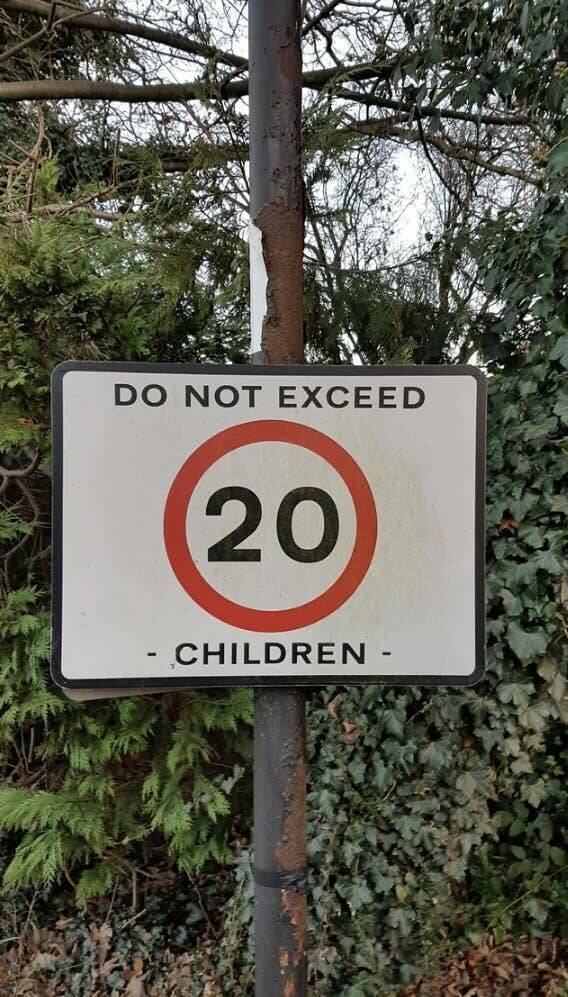 DO NOT EXCEED
20
- CHILDREN -